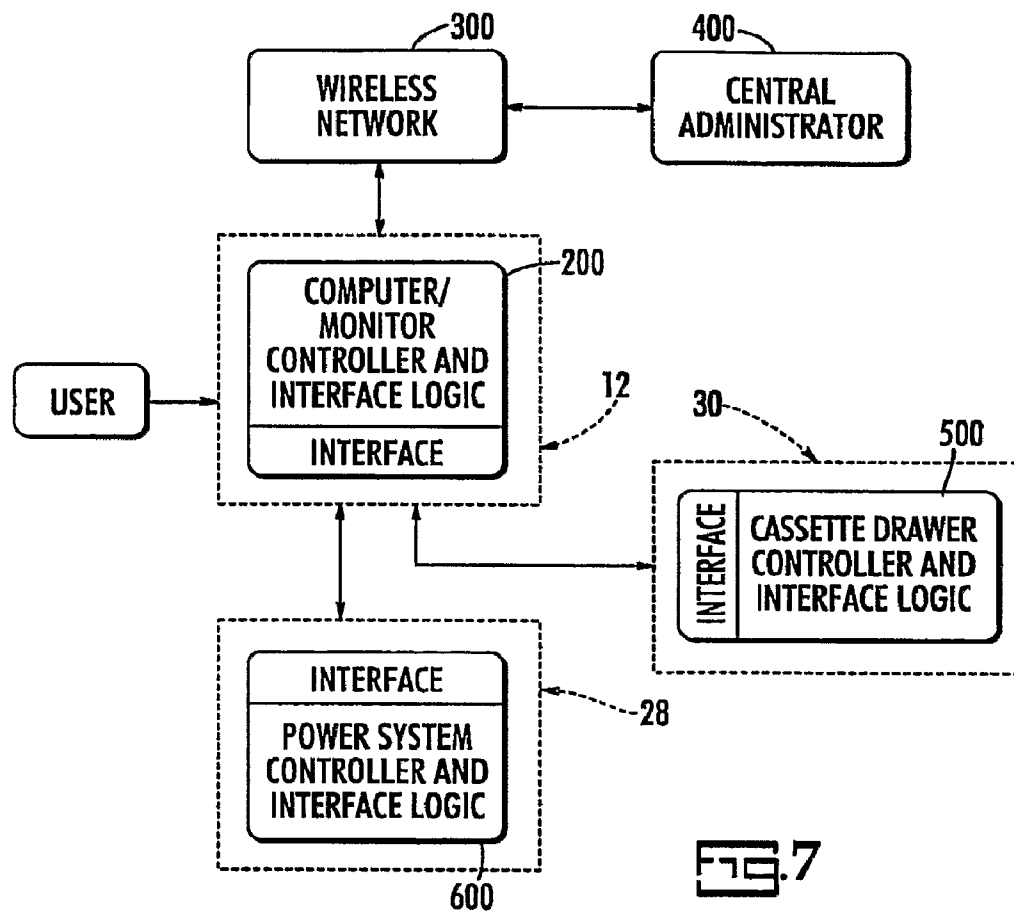 300
400
WIRELESS
NETWORK
CENTRAL
ADMINISTRATOR
200
COMPUTER/
MONITOR
CONTROLLER AND
INTERFACE LOGIC
INTERFACE
USER
12
30
500
INTERFACE
CASSETTE DRAWER
CONTROLLER AND
INTERFACE LOGIC
INTERFACE
POWER SYSTEM
CONTROLLER AND
INTERFACE LOGIC
28
600
FIG.7